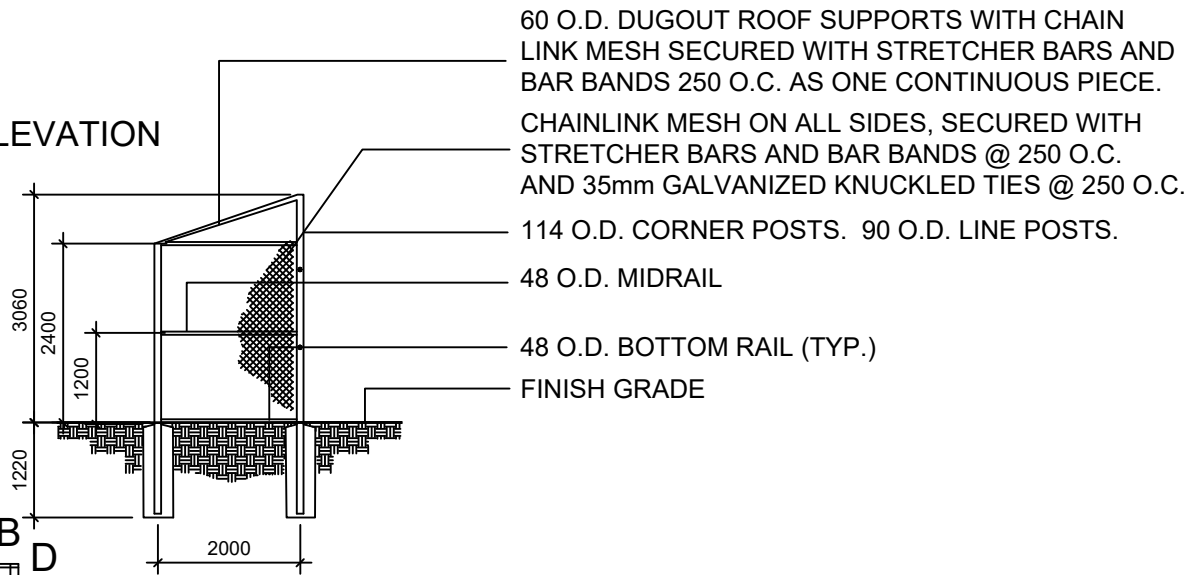 60 O.D. DUGOUT ROOF SUPPORTS WITH CHAIN
LINK MESH SECURED WITH STRETCHER BARS AND
BAR BANDS 250 O.C. AS ONE CONTINUOUS PIECE.
LEVATION
CHAINLINK MESH ON ALL SIDES, SECURED WITH
STRETCHER BARS AND BAR BANDS @ 250 O.C.
AND 35mm GALVANIZED KNUCKLED TIES @ 250 O.C.
114 O.D. CORNER POSTS. 90 O.D. LINE POSTS.
48 O.D. MIDRAIL
48 O.D. BOTTOM RAIL (TYP.)
FINISH GRADE
3060
2400
1200
1220
2000
B
D